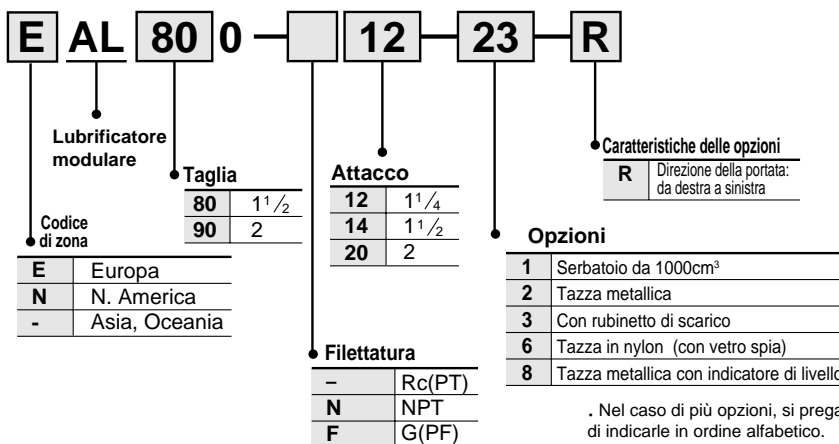 E AL 80 0 – 12 – 23 – R
Lubrificatore
modulare
Codice
di zona
E Europa
N N. America
- Asia, Oceania
Taglia
80 1 1/2
90 2
Filettatura
– Rc(PT)
N NPT
F G(PF)
Attacco
12 1 1/4
14 1 1/2
20 2
Opzioni
1 Serbatoio da 1000cm³
2 Tazza metallica
3 Con rubinetto di scarico
6 Tazza in nylon (con vetro spia)
8 Tazza metallica con indicatore di livello
. Nel caso di più opzioni, si prega
di indicarle in ordine alfabetico.
Caratteristiche delle opzioni
R Direzione della portata:
da destra a sinistra